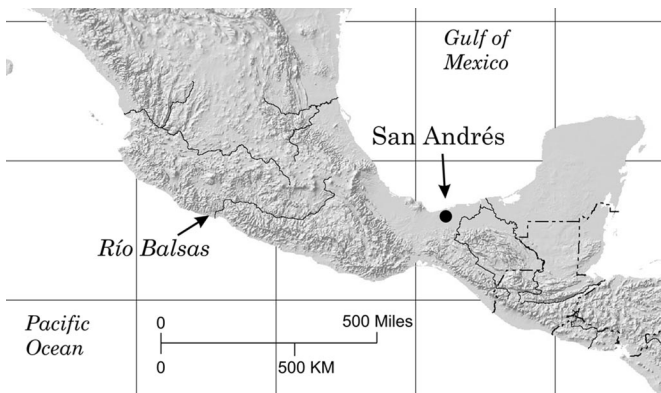 Gulf of
Mexico
San Andrés
Río Balsas
Pacific
Ocean
0
500 Miles
0
500 KM